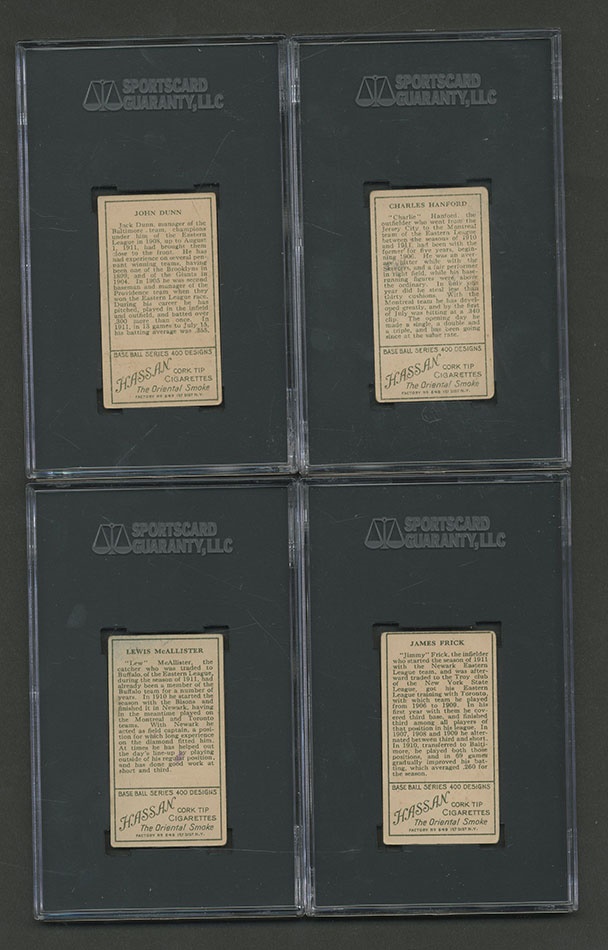 SPORTSCARD
GUARANTY, LLC
JOHN DUNN
Jack Dunn, manager of the
Baltimore team, champions
under him of the Eastern
League in 1908, up to August
1, 1911, had brought them
close to the front. He has
had experience on several pen-
nant winning teams, having
been one of the Brooklyns in
1899, and of the Giants of
1904. In 1905 he was second
baseman and manager of the
Providence team when they
won the Eastern League race.
During his career he has
pitched, played in the infield
and outfield, and batted over
.300 more than once. In
1911, in 13 games to July 15,
his batting average was .353.
BASE BALL SERIES 400 DESIGNS
HASSAN
CORK TIP
CIGARETTES
The Oriental Smoke
FACTORY NO 649 1ST DIST N.Y.
SPORTSCARD
GUARANTY, LLC
CHARLES HANFORD
"Charlie" Hanford, the
outfielder who went from the
Jersey City to the Montreal
team of the Eastern League
between the seasons of 1910
and 1911, had been with the
former for five years, begin-
ning 1906. He was an aver-
age hitter while with the
and a fair performer
in right field, while his base-
running figures were above
the ordinary. In only one
year did he steal less than
thirty cushions. With the
Montreal team he has devel-
oped greatly, and by the first
of July was hitting at a .340
clip. The opening day he
made a single, a double and
a triple, and has been going
since at the same rate.
BASE BALL SERIES 400 DESIGNS
HASSAN
CORK TIP
CIGARETTES
The Oriental Smoke
FACTORY NO 649 1ST DIST N.Y.
SPORTSCARD
GUARANTY, LLC
LEWIS McALLISTER
"Lew" McAllister, the
catcher who was traded to
Buffalo, of the Eastern League,
during the season of 1911, had
already been a member of the
Buffalo team for a number of
years. In 1910 he started the
season with the Bisons and
finished it in Newark, having
in the meantime played on
the Montreal and Toronto
teams. With Newark he
acted as field captain, a posi-
tion for which long experience
on the diamond fitted him.
At times he has helped out
the day's line-up by playing
outside of his regular position,
and has done good work at
short and third.
BASE BALL SERIES 400 DESIGNS
HASSAN
CORK TIP
CIGARETTES
The Oriental Smoke
FACTORY NO 649 1ST DIST N.Y.
SPORTSCARD
GUARANTY, LLC
JAMES FRICK
"Jimmy" Frick, the infielder
who started the season of 1911
with the Newark Eastern
League team, and was after-
ward traded to the Troy club
of the New York State
League, got his Eastern
League training with Toronto,
with which team he played
from 1906 to 1909. In his
first year with them he cov-
ered third base, and finished
third among all players of
that position in his league. In
1907, 1908 and 1909 he alter-
nated between third and short.
In 1910, transferred to Balti-
more, he played both those
positions, and in 69 games
gradually improved his bat-
ting, which averaged .260 for
the season.
BASE BALL SERIES 400 DESIGNS
HASSAN
CORK TIP
CIGARETTES
The Oriental Smoke
FACTORY NO 649 1ST DIST N.Y.